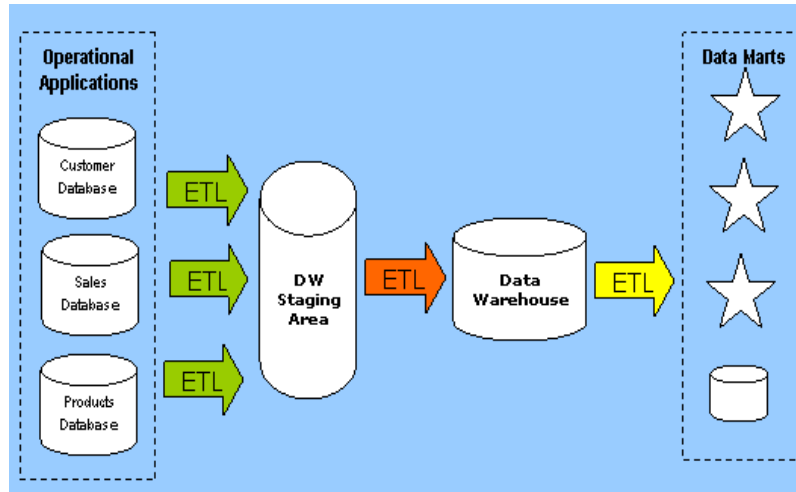 Operational
Applications
Customer
Database
Sales
Database
Products
Database
ETL
ETL
ETL
DW
Staging
Area
ETL
Data
Warehouse
ETL
Data Marts